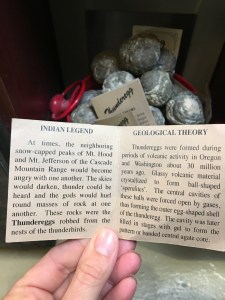 Thundereggs
INDIAN LEGEND
At times, the neighboring
snow-capped peaks of Mt. Hood
and Mt. Jefferson of the Cascade
Mountain Range would become
angry with one another. The skies
would darken, thunder could be
heard and the gods would hurl
round masses of rock at one
another. These rocks were the
Thundereggs robbed from the
nests of the thunderbirds.
GEOLOGICAL THEORY
Thundereggs were formed during
periods of volcanic activity in Oregon
and Washington about 30 million
years ago. Glassy volcanic material
crystallized to form ball-shaped
'sperulites'. The central cavities of
these balls were forced open by gases,
thus forming the outer egg-shaped shell
of the thunderegg. The cavity was later
filled in stages with gel to form the
pattern or banded central agate core.